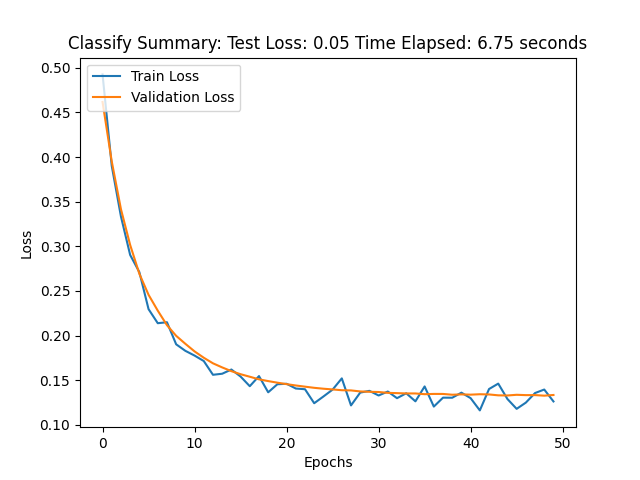 Classify Summary: Test Loss: 0.05 Time Elapsed: 6.75 seconds
Train Loss
Validation Loss
0.50
0.45
0.40
0.35
0.30
0.25
0.20
0.15
0.10
Loss
0 10 20 30 40 50
Epochs